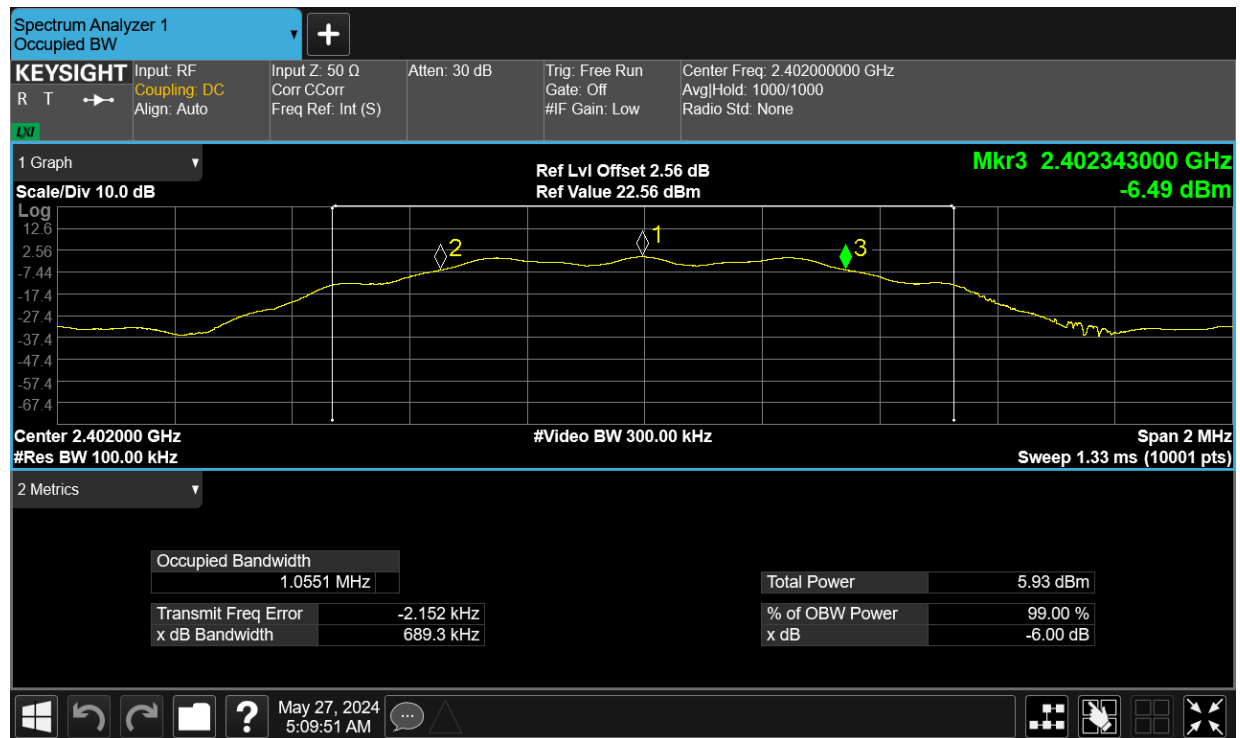 Spectrum Analyzer 1
Occupied BW
KEYSIGHT
R T
LXI
Input: RF
Coupling: DC
Align: Auto
Input Z: 50 Ω
Corr CCorr
Freq Ref: Int (S)
Atten: 30 dB
Trig: Free Run
Gate: Off
#IF Gain: Low
Center Freq: 2.402000000 GHz
Avg|Hold: 1000/1000
Radio Std: None
1 Graph
Scale/Div 10.0 dB
Ref Lvl Offset 2.56 dB
Ref Value 22.56 dBm
Mkr3 2.402343000 GHz
-6.49 dBm
Log
12.6
2.56
-7.44
-17.4
-27.4
-37.4
-47.4
-57.4
-67.4
2
1
3
Center 2.402000 GHz
#Res BW 100.00 kHz
#Video BW 300.00 kHz
Span 2 MHz
Sweep 1.33 ms (10001 pts)
2 Metrics
Occupied Bandwidth
1.0551 MHz
Transmit Freq Error -2.152 kHz
x dB Bandwidth 689.3 kHz
Total Power 5.93 dBm
% of OBW Power 99.00 %
x dB -6.00 dB
?
May 27, 2024
5:09:51 AM